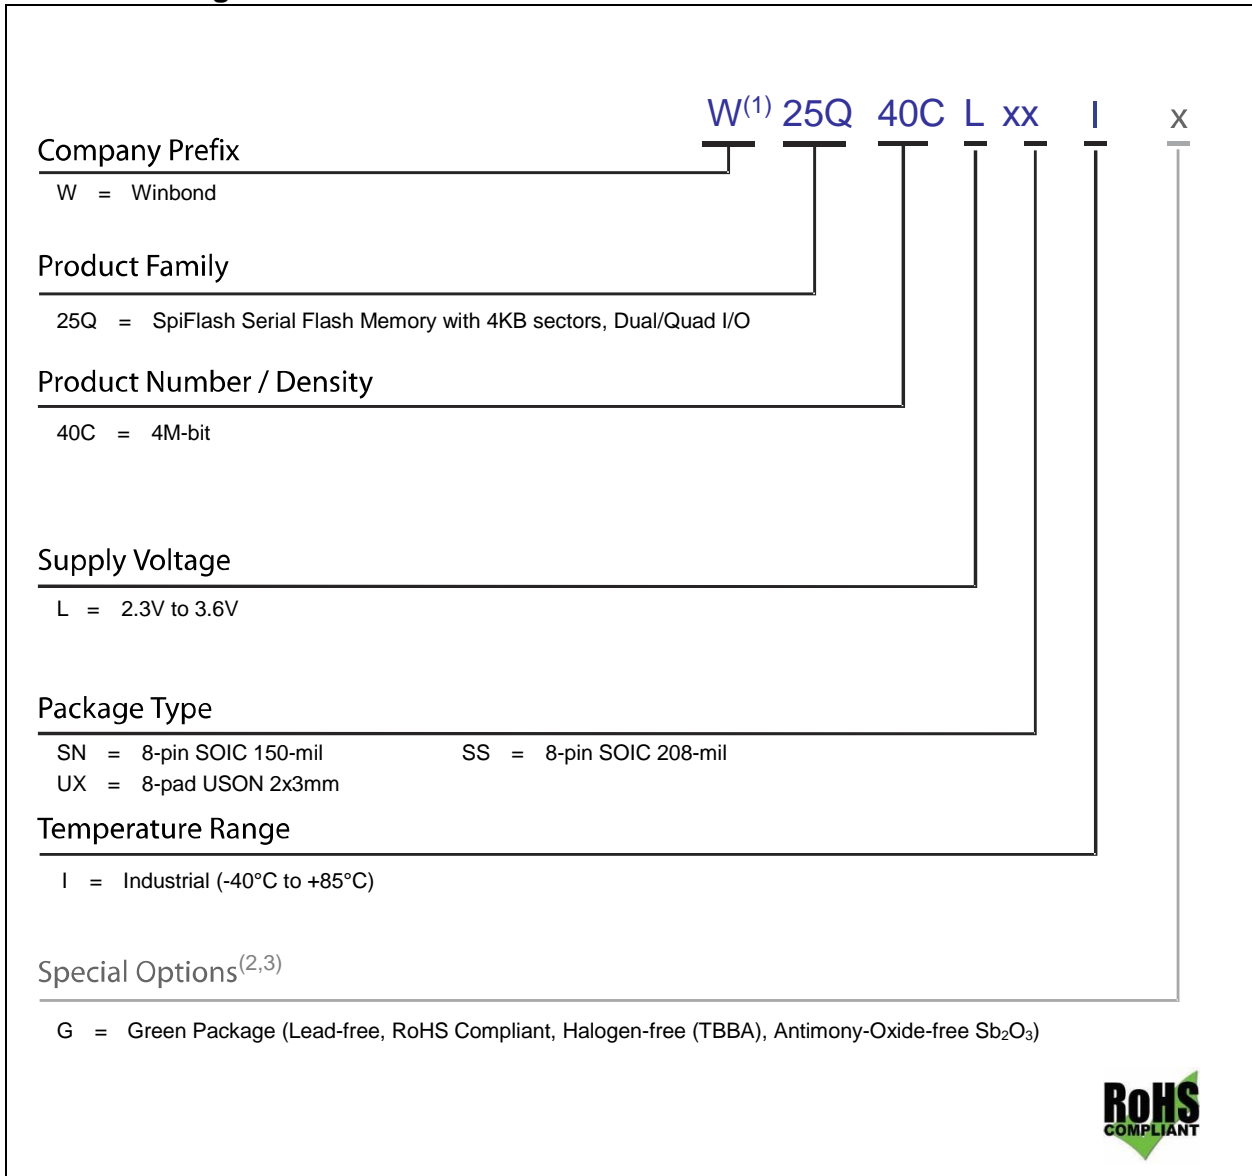 W(1) 25Q 40C L xx I x
Company Prefix
W = Winbond
Product Family
25Q = SpiFlash Serial Flash Memory with 4KB sectors, Dual/Quad I/O
Product Number / Density
40C = 4M-bit
Supply Voltage
L = 2.3V to 3.6V
Package Type
SN = 8-pin SOIC 150-mil SS = 8-pin SOIC 208-mil
UX = 8-pad USON 2x3mm
Temperature Range
I = Industrial (-40°C to +85°C)
Special Options(2,3)
G = Green Package (Lead-free, RoHS Compliant, Halogen-free (TBBA), Antimony-Oxide-free Sb₂O₃)
RoHS
COMPLIANT